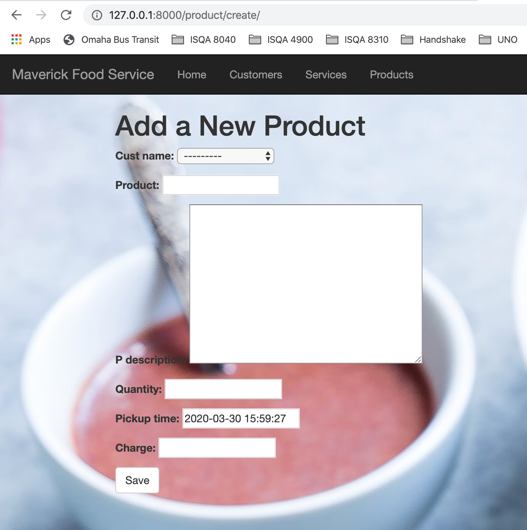 127.0.0.1:8000/product/create/
Apps Omaha Bus Transit ISQA 8040 ISQA 4900 ISQA 8310 Handshake UNO
Maverick Food Service Home Customers Services Products
Add a New Product
Cust name: ---------
Product:
P description:
Quantity:
Pickup time: 2020-03-30 15:59:27
Charge:
Save